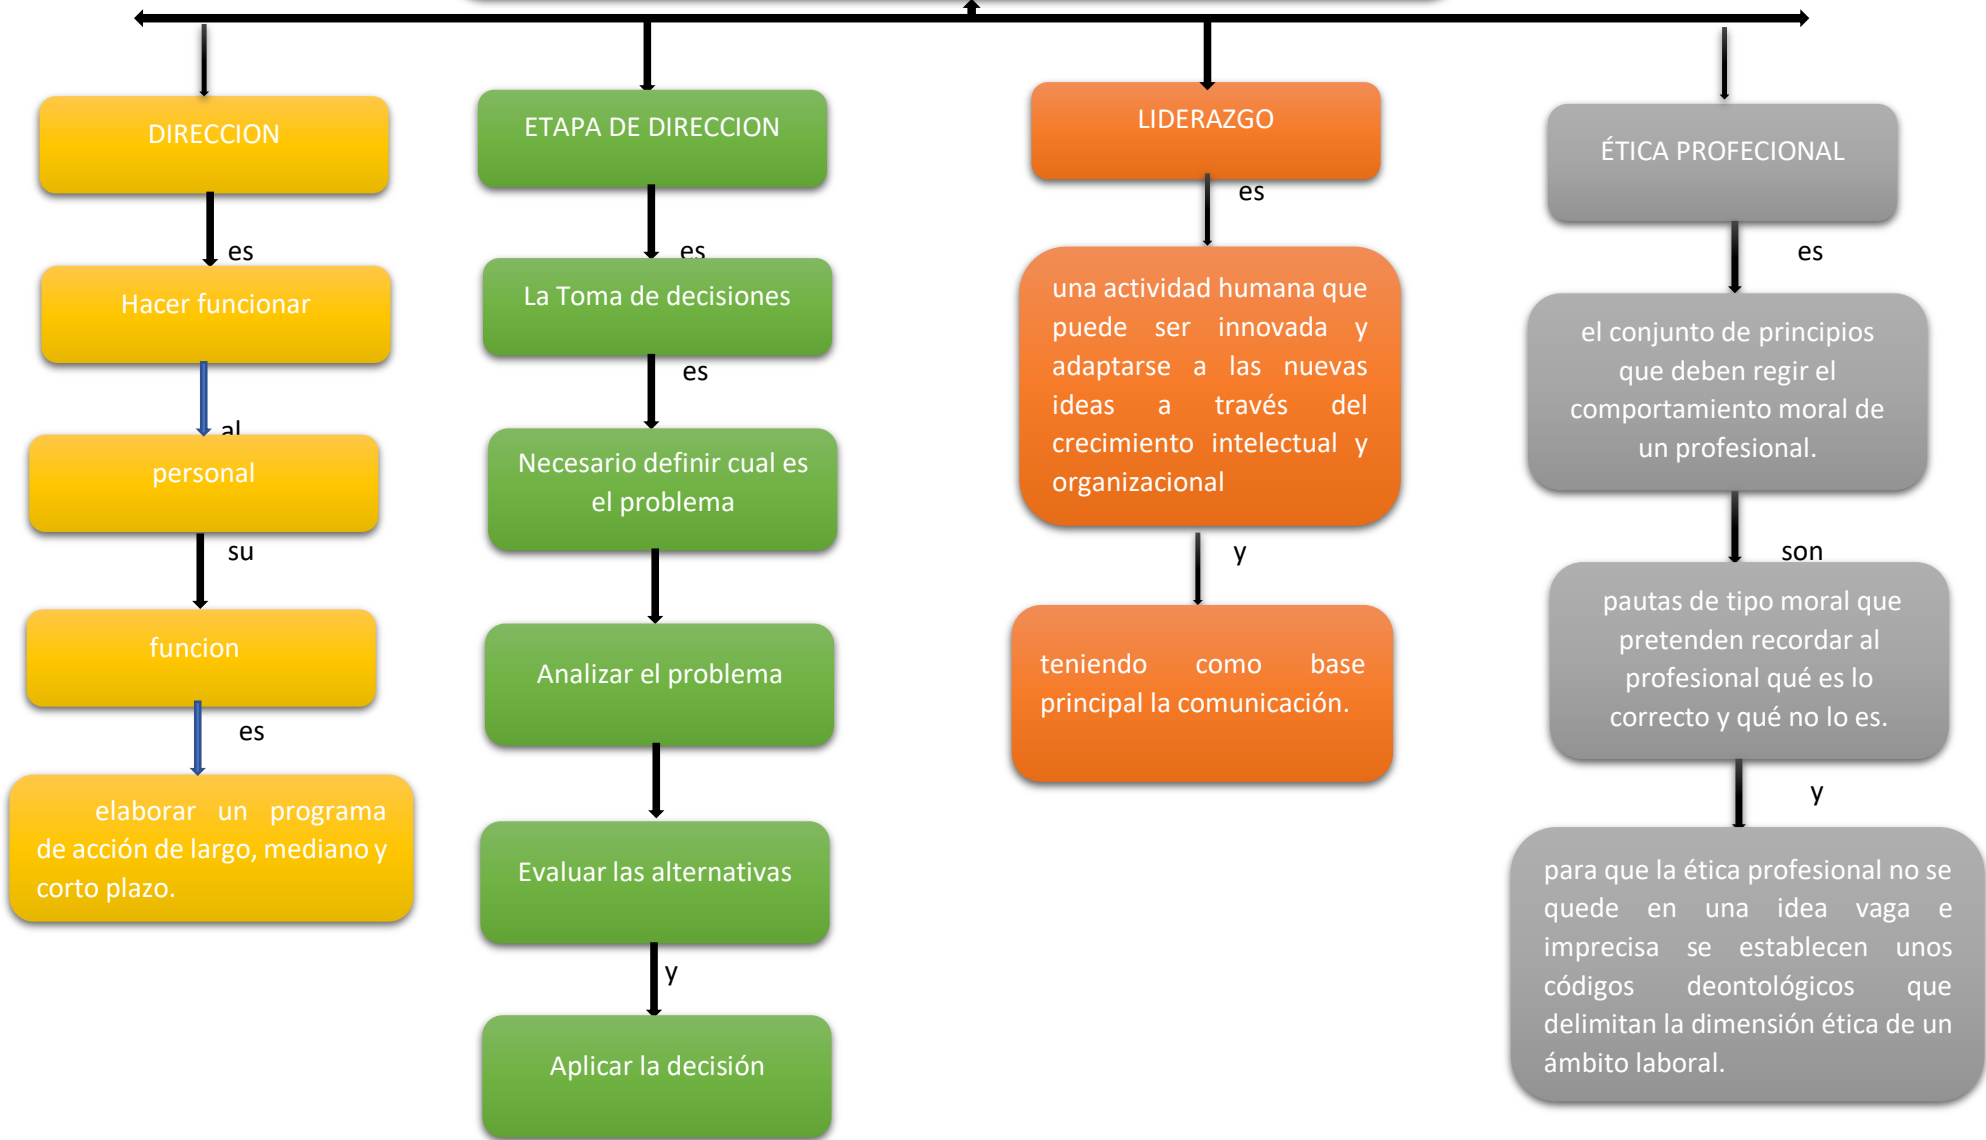 DIRECCION
es
Hacer funcionar
al
personal
su
funcion
es
elaborar un programa
de acción de largo, mediano y
corto plazo.
ETAPA DE DIRECCION
es
La Toma de decisiones
es
Necesario definir cual es
el problema
Analizar el problema
Evaluar las alternativas
y
Aplicar la decisión
LIDERAZGO
es
una actividad humana que
puede ser innovada y
adaptarse a las nuevas
ideas a través del
crecimiento intelectual y
organizacional
y
teniendo como base
principal la comunicación.
ÉTICA PROFECIONAL
es
el conjunto de principios
que deben regir el
comportamiento moral de
un profesional.
son
pautas de tipo moral que
pretenden recordar al
profesional qué es lo
correcto y qué no lo es.
y
para que la ética profesional no se
quede en una idea vaga e
imprecisa se establecen unos
códigos deontológicos que
delimitan la dimensión ética de un
ámbito laboral.